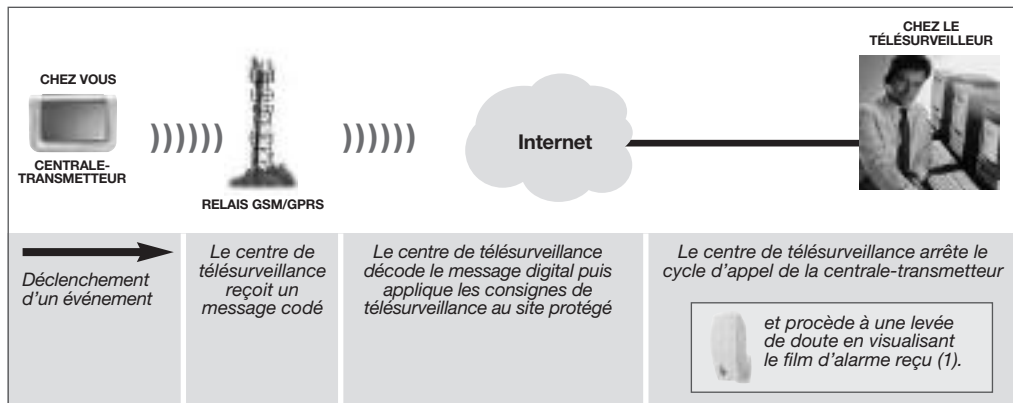 CHEZ VOUS
CENTRALE-
TRANSMETTEUR
RELAIS GSM/GPRS
Internet
CHEZ LE
TÉLÉSURVEILLEUR
Déclenchement
d'un événement
Le centre de
télésurveillance
reçoit un
message codé
Le centre de télésurveillance
décode le message digital puis
applique les consignes de
télésurveillance au site protégé
Le centre de télésurveillance arrête le
cycle d'appel de la centrale-transmetteur
et procède à une levée
de doute en visualisant
le film d'alarme reçu (1).